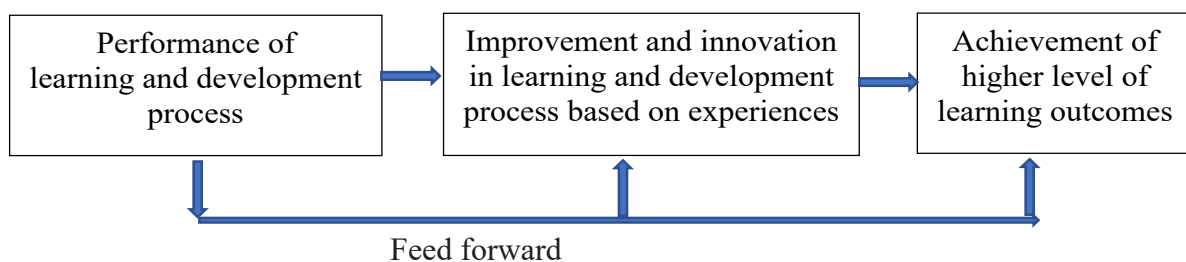 Performance of
learning and development
process
Improvement and innovation
in learning and development
process based on experiences
Achievement of
higher level of
learning outcomes
Feed forward